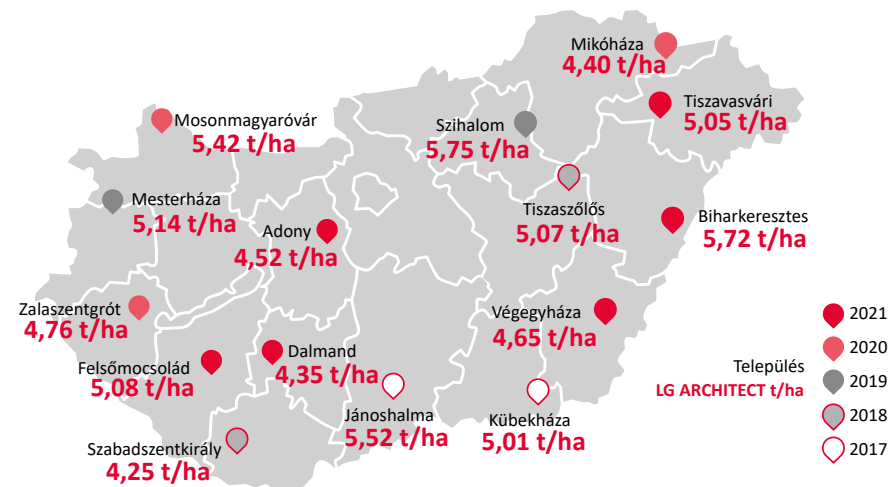 Mikóháza
4,40 t/ha
Tiszavasvári
5,05 t/ha
Mosonmagyaróvár
5,42 t/ha
Szihalom
5,75 t/ha
Mesterháza
5,14 t/ha
Tiszaszőlős
5,07 t/ha
Biharkeresztes
5,72 t/ha
Adony
4,52 t/ha
Zalaszentgrót
4,76 t/ha
Végegyháza
4,65 t/ha
Felsőmocsolád
5,08 t/ha
Dalmand
4,35 t/ha
Jánoshalma
5,52 t/ha
Kübekháza
5,01 t/ha
Szabadszentkirály
4,25 t/ha
Település
LG ARCHITECT t/ha
2021
2020
2019
2018
2017